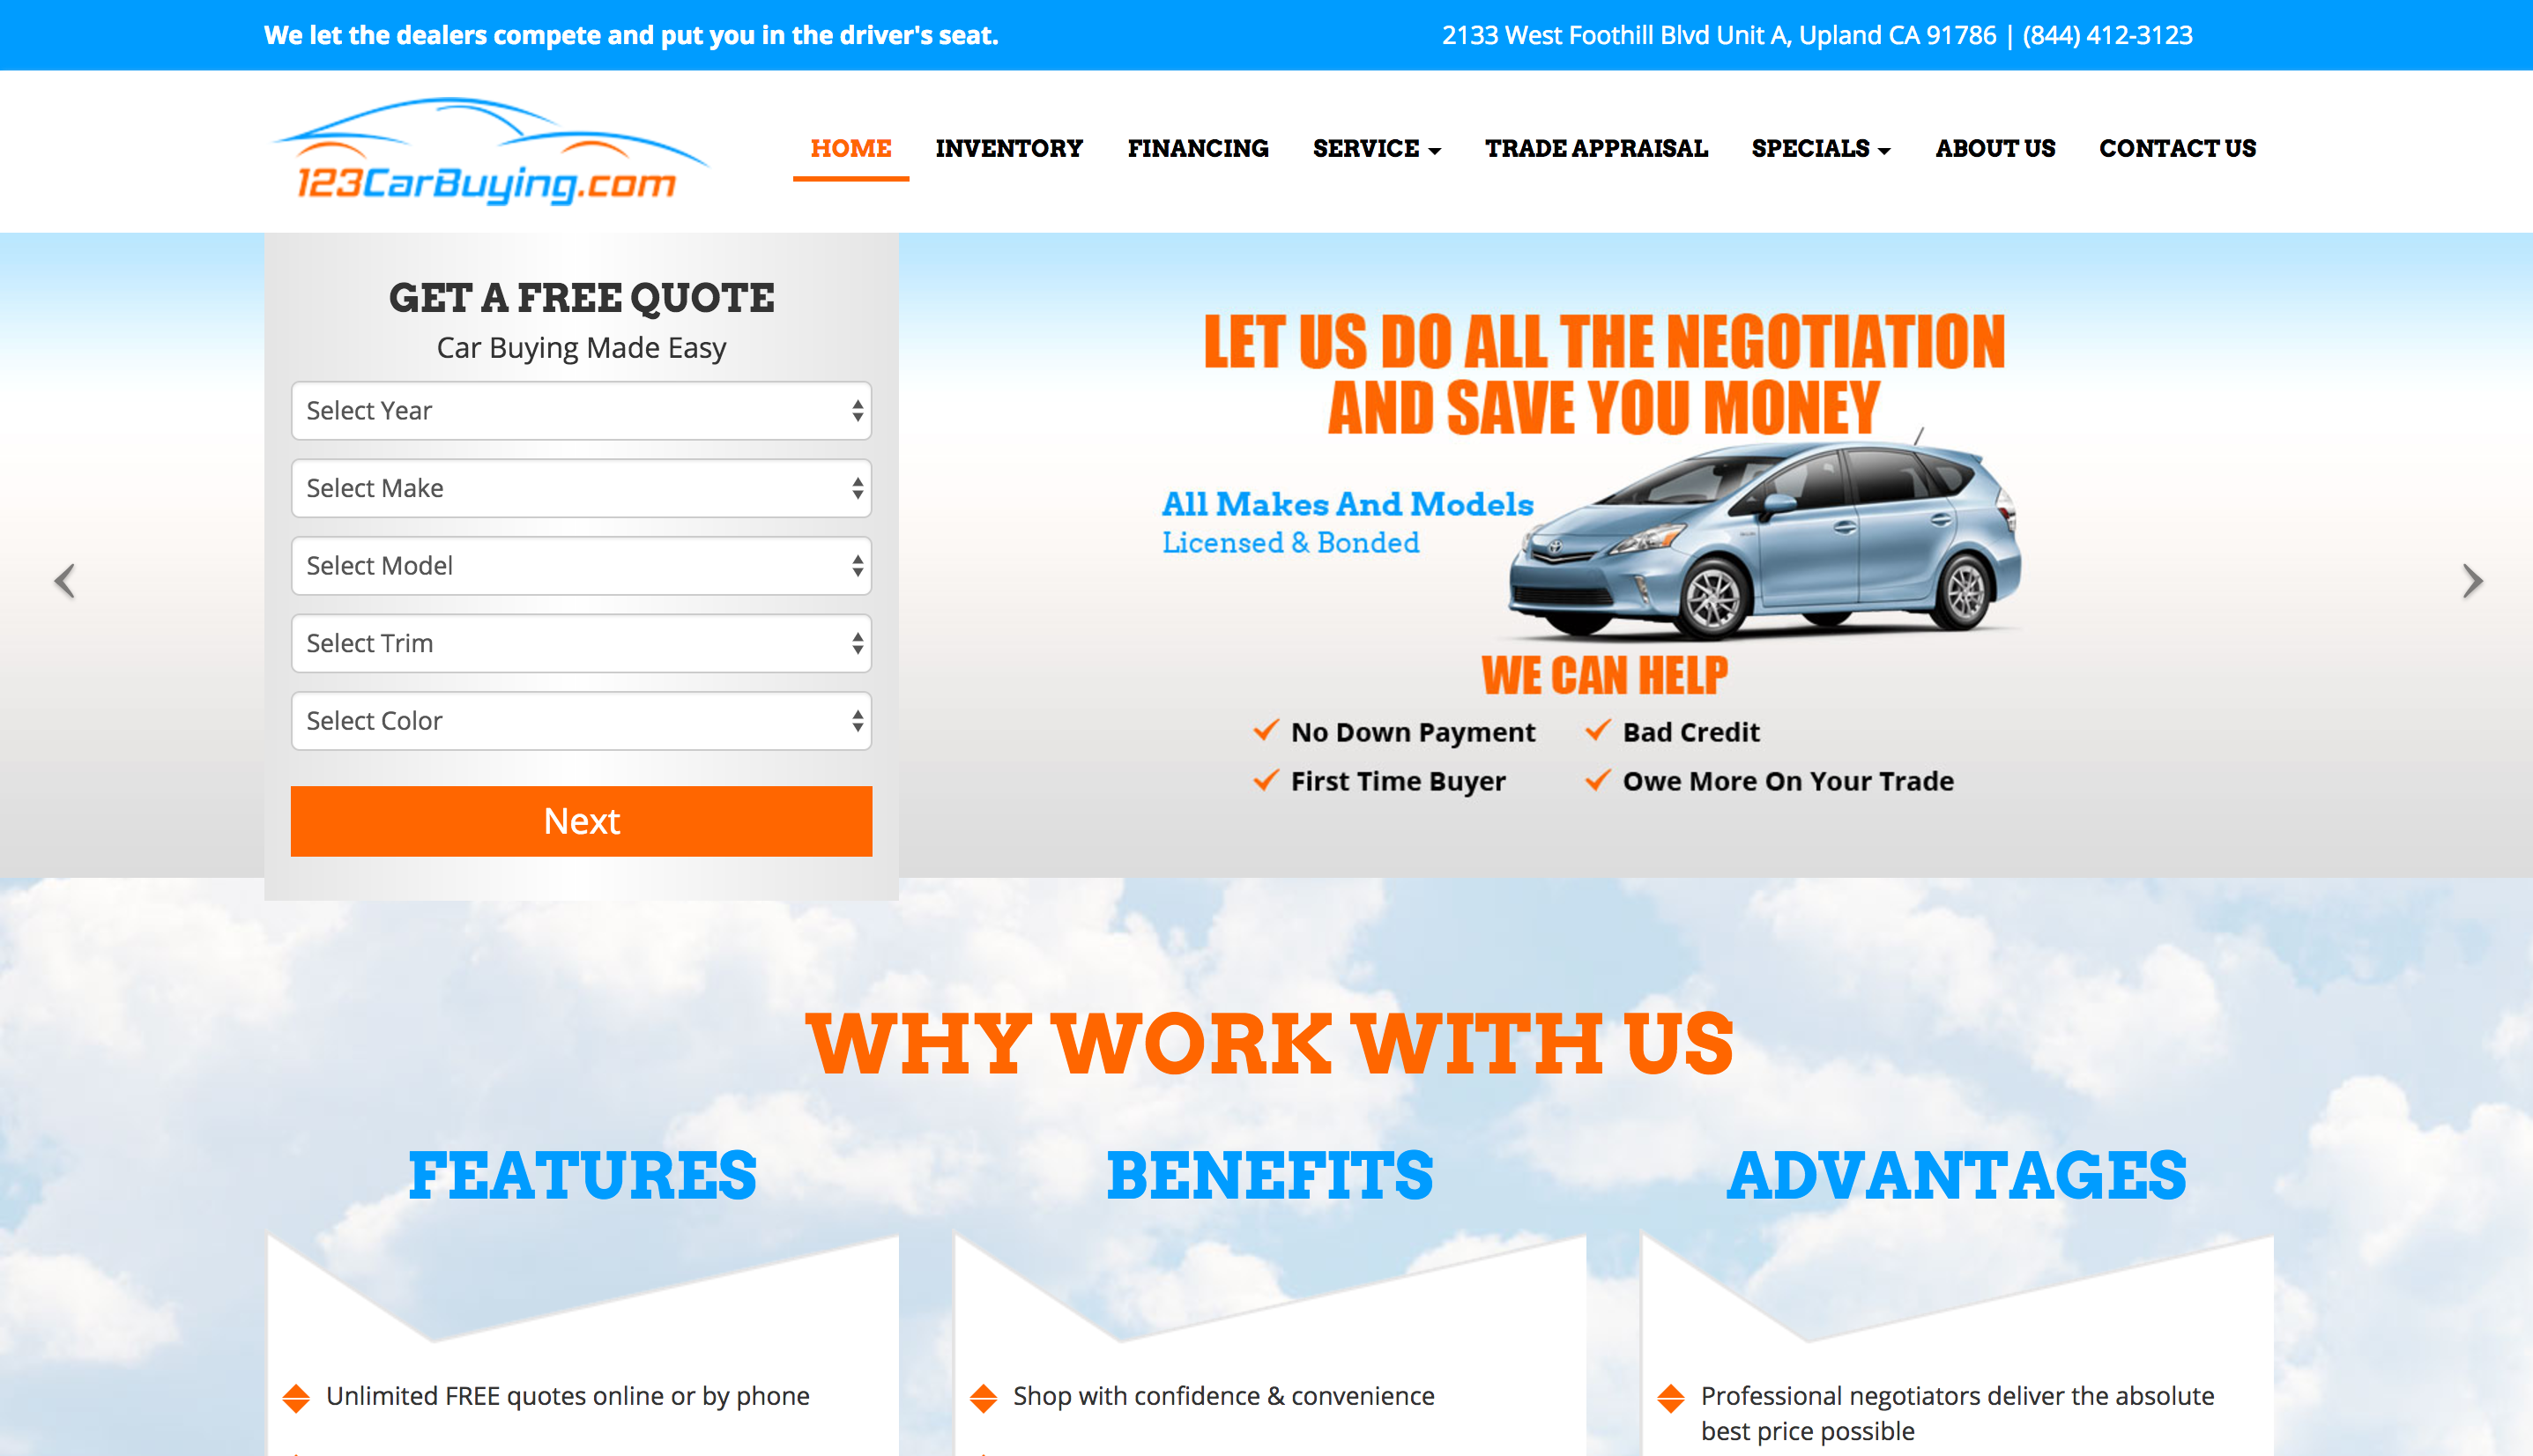 We let the dealers compete and put you in the driver's seat.
2133 West Foothill Blvd Unit A, Upland CA 91786 | (844) 412-3123
123CarBuying.com
HOME
INVENTORY
FINANCING
SERVICE
TRADE APPRAISAL
SPECIALS
ABOUT US
CONTACT US
GET A FREE QUOTE
Car Buying Made Easy
Select Year
Select Make
Select Model
Select Trim
Select Color
Next
LET US DO ALL THE NEGOTIATION
AND SAVE YOU MONEY
All Makes And Models
Licensed & Bonded
WE CAN HELP
No Down Payment
Bad Credit
First Time Buyer
Owe More On Your Trade
WHY WORK WITH US
FEATURES
Unlimited FREE quotes online or by phone
BENEFITS
Shop with confidence & convenience
ADVANTAGES
Professional negotiators deliver the absolute
best price possible